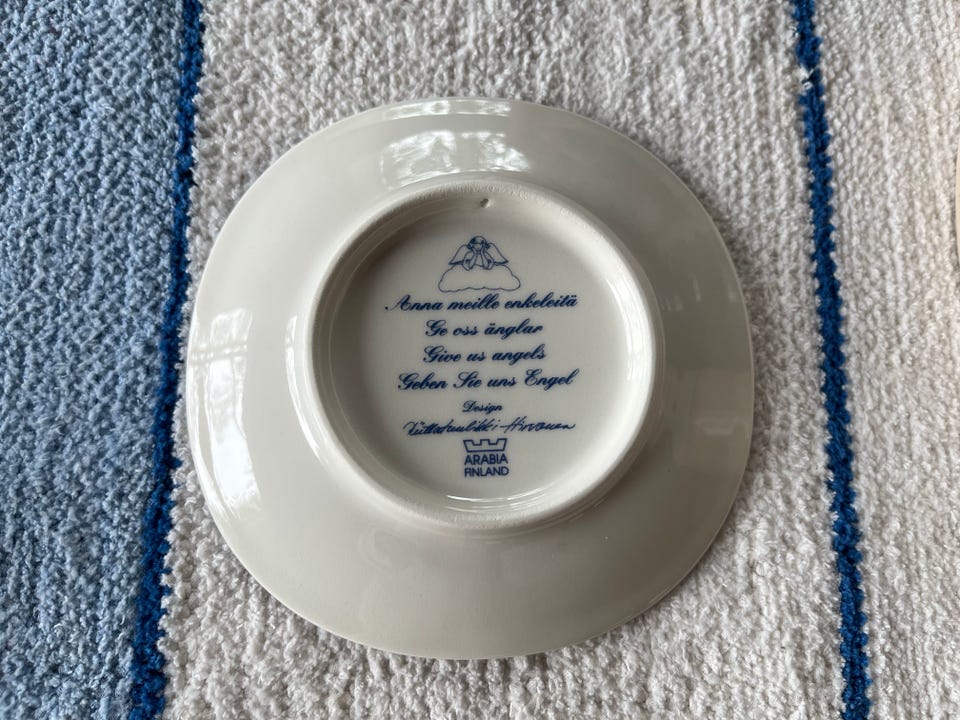 Anna meille enkeleitä
Ge oss änglar
Give us angels
Geben Sie uns Engel
Design
ARABIA
FINLAND